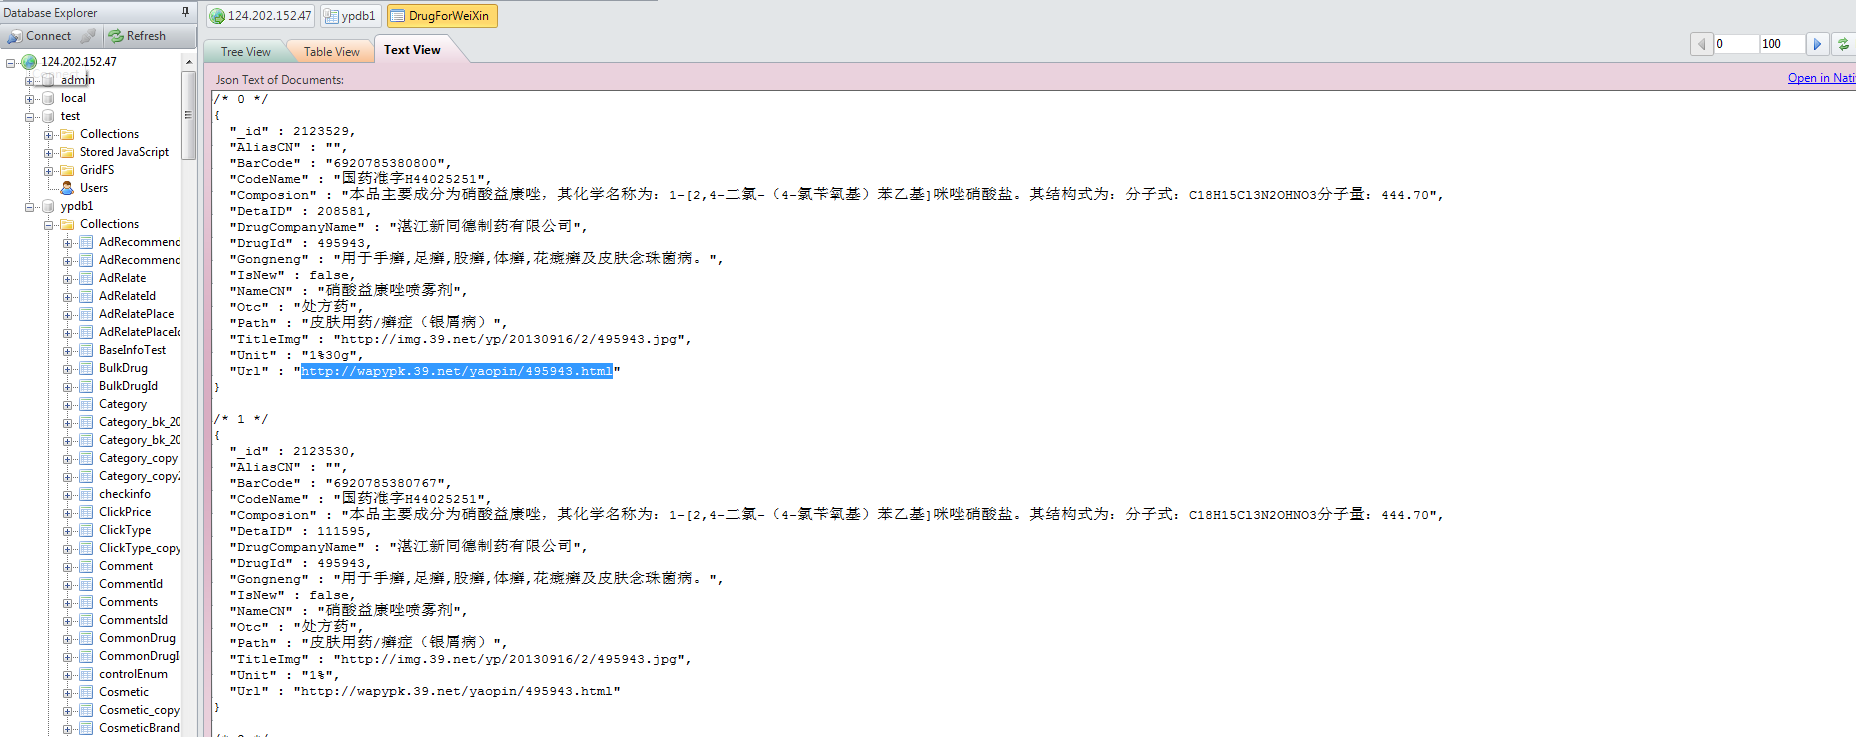 Database Explorer
Connect
Refresh
124.202.152.47
admin
local
test
Collections
Stored JavaScript
GridFS
Users
ypdb1
Collections
AdRecommend
AdRecommend
AdRelate
AdRelateId
AdRelatePlace
AdRelatePlaceId
BaseInfoTest
BulkDrug
BulkDrugId
Category
Category_bk_20
Category_bk_20
Category_copy
Category_copy2
checkinfo
ClickPrice
ClickType
ClickType_copy
Comment
CommentId
Comments
CommentsId
CommonDrug
CommonDrugI
controlEnum
Cosmetic
Cosmetic_copy
CosmeticBrand
124.202.152.47 ypdb1 DrugForWeiXin
Tree View Table View Text View
0 100
Json Text of Documents:
Open in Nati
/* 0 */
{
"_id" : 2123529,
"AliasCN" : "",
"BarCode" : "6920785380800",
"CodeName" : "国药准字H44025251",
"Composion" : "本品主要成分为硝酸益康唑，其化学名称为：1-[2,4-二氯-（4-氯苄氧基）苯乙基]咪唑硝酸盐。其结构式为：分子式：C18H15Cl3N2OHNO3分子量：444.70",
"DetaID" : 208581,
"DrugCompanyName" : "湛江新同德制药有限公司",
"DrugId" : 495943,
"Gongneng" : "用于手癣,足癣,股癣,体癣,花斑癣及皮肤念珠菌病。",
"IsNew" : false,
"NameCN" : "硝酸益康唑喷雾剂",
"Otc" : "处方药",
"Path" : "皮肤用药/癣症（银屑病）",
"TitleImg" : "http://img.39.net/yp/20130916/2/495943.jpg",
"Unit" : "1%30g",
"Url" : "http://wapypk.39.net/yaopin/495943.html"
}
/* 1 */
{
"_id" : 2123530,
"AliasCN" : "",
"BarCode" : "6920785380767",
"CodeName" : "国药准字H44025251",
"Composion" : "本品主要成分为硝酸益康唑，其化学名称为：1-[2,4-二氯-（4-氯苄氧基）苯乙基]咪唑硝酸盐。其结构式为：分子式：C18H15Cl3N2OHNO3分子量：444.70",
"DetaID" : 111595,
"DrugCompanyName" : "湛江新同德制药有限公司",
"DrugId" : 495943,
"Gongneng" : "用于手癣,足癣,股癣,体癣,花斑癣及皮肤念珠菌病。",
"IsNew" : false,
"NameCN" : "硝酸益康唑喷雾剂",
"Otc" : "处方药",
"Path" : "皮肤用药/癣症（银屑病）",
"TitleImg" : "http://img.39.net/yp/20130916/2/495943.jpg",
"Unit" : "1%",
"Url" : "http://wapypk.39.net/yaopin/495943.html"
}